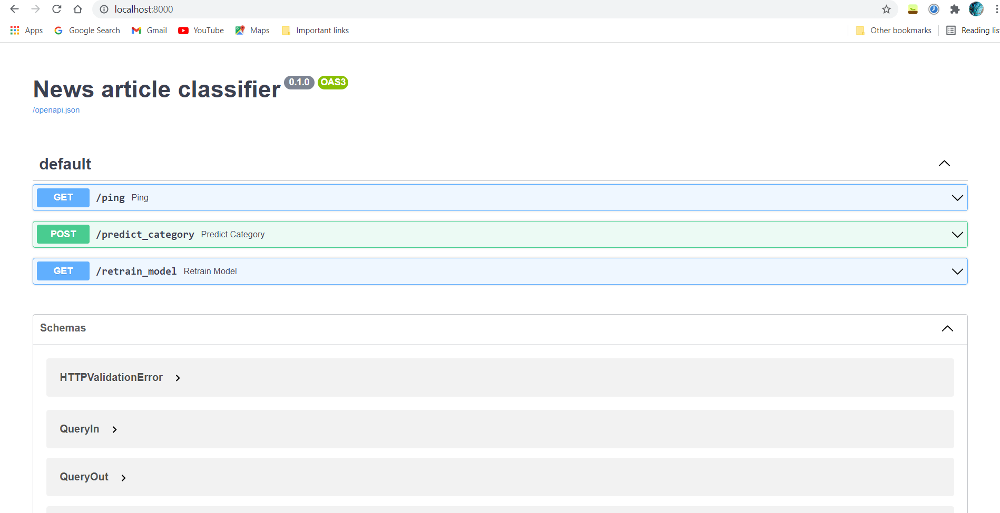 localhost:8000
Apps Google Search Gmail YouTube Maps Important links Other bookmarks Reading lis
News article classifier 0.1.0 OAS3
/openapi.json
default
GET /ping Ping
POST /predict_category Predict Category
GET /retrain_model Retrain Model
Schemas
HTTPValidationError
QueryIn
QueryOut